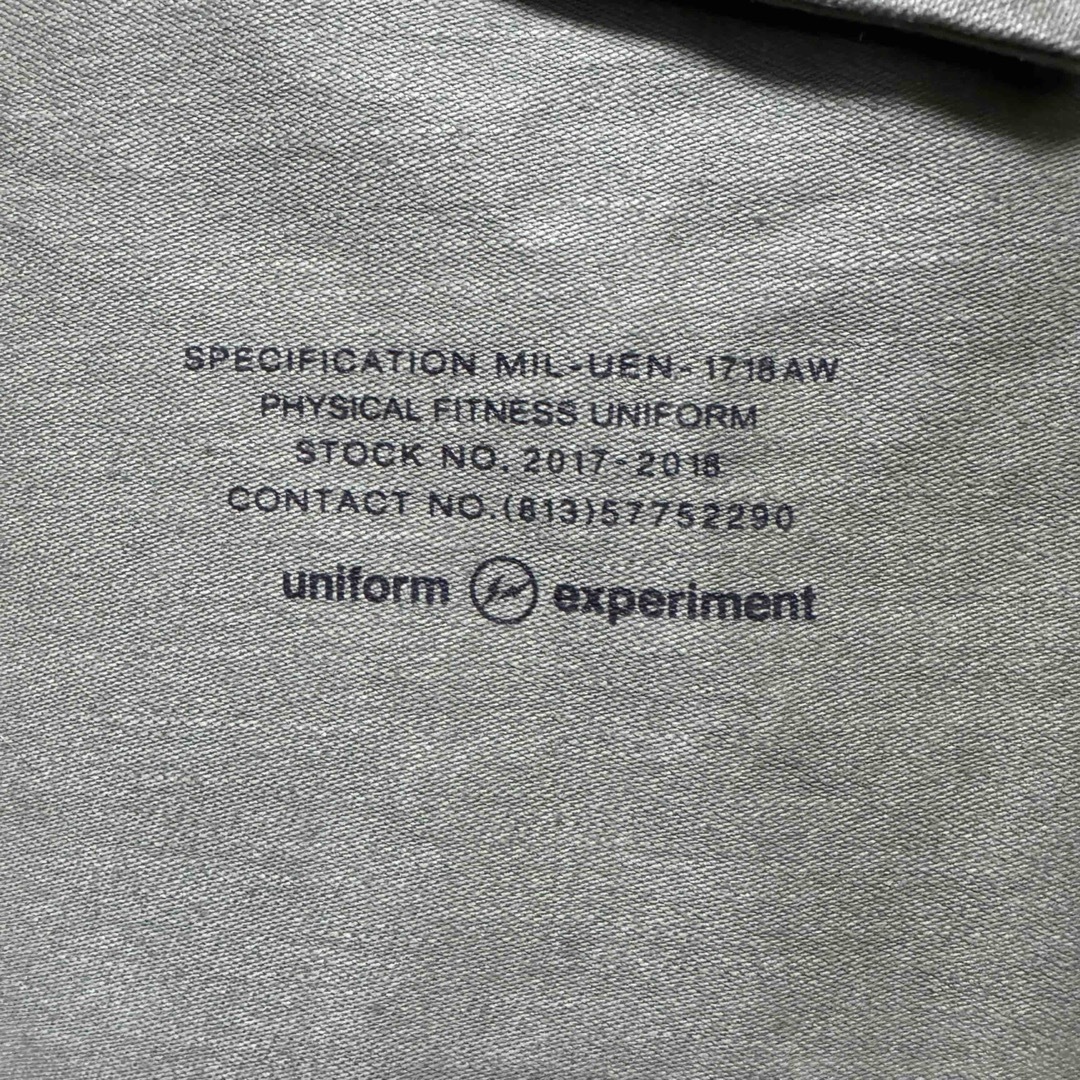 SPECIFICATION MIL-UEN-1718AW
PHYSICAL FITNESS UNIFORM
STOCK NO. 2017-2018
CONTACT NO.(813)57752290
uniform experiment